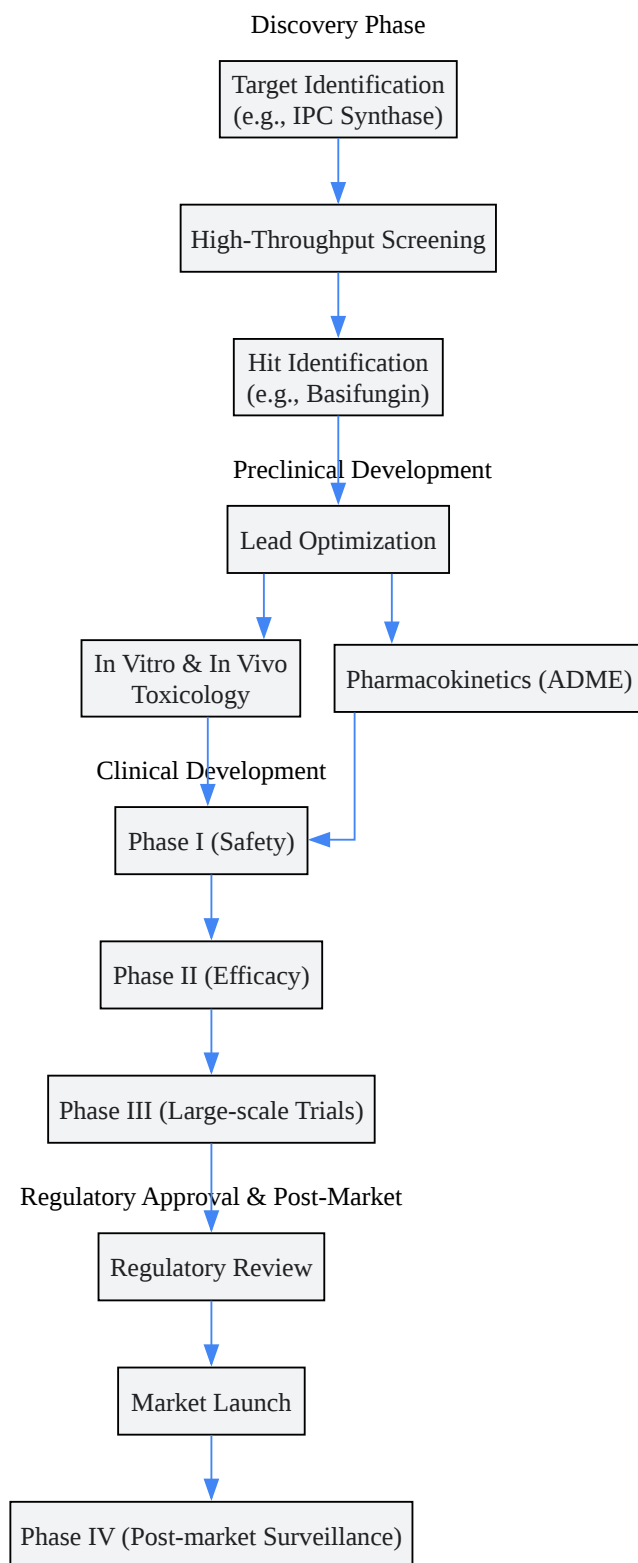 Discovery Phase
Target Identification
(e.g., IPC Synthase)
High-Throughput Screening
Hit Identification
(e.g., Basifungin)
Preclinical Development
Lead Optimization
In Vitro & In Vivo
Toxicology
Pharmacokinetics (ADME)
Clinical Development
Phase I (Safety)
Phase II (Efficacy)
Phase III (Large-scale Trials)
Regulatory Approval & Post-Market
Regulatory Review
Market Launch
Phase IV (Post-market Surveillance)